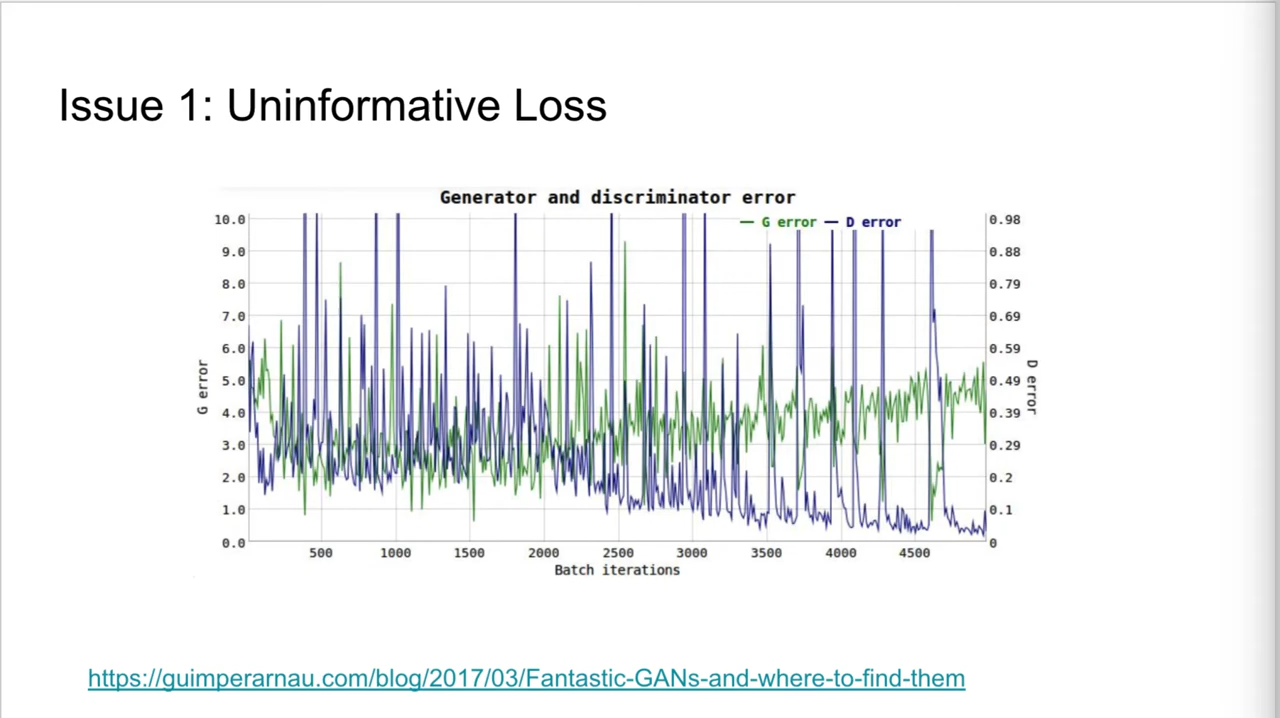 Issue 1: Uninformative Loss
Generator and discriminator error
G error D error
10.0
9.0
8.0
7.0
6.0
5.0
4.0
3.0
2.0
1.0
0.0
G error
0.98
0.88
0.79
0.69
0.59
0.49
0.39
0.29
0.2
0.1
0
D error
500 1000 1500 2000 2500 3000 3500 4000 4500
Batch iterations
https://guimperarnau.com/blog/2017/03/Fantastic-GANs-and-where-to-find-them